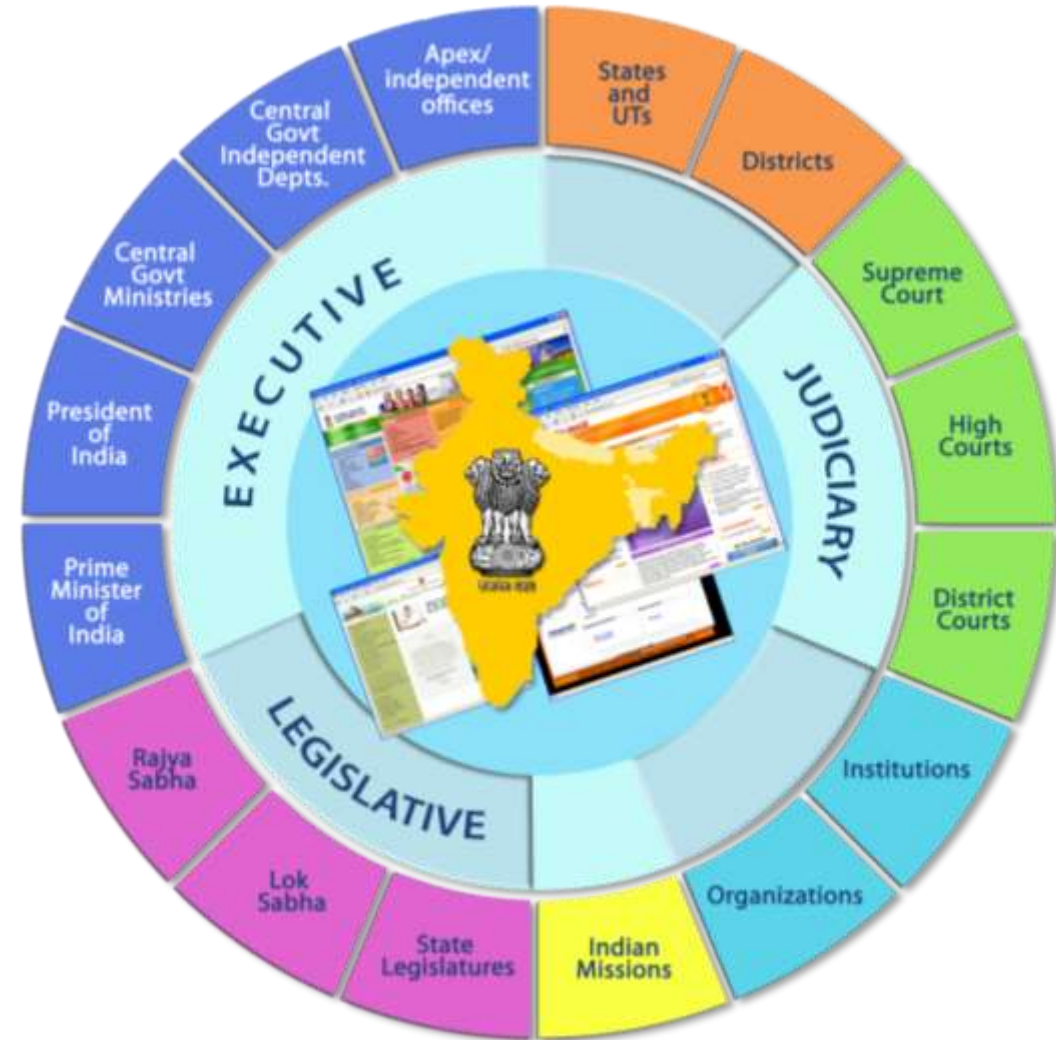 Apex/
independent
offices
States
and
UTs
Districts
Supreme
Court
High
Courts
District
Courts
Institutions
Organizations
Indian
Missions
State
Legislatures
Lok
Sabha
Rajya
Sabha
Prime
Minister
of
India
President
of
India
Central
Govt
Ministries
Central
Govt
Independent
Depts.
EXECUTIVE
JUDICIARY
LEGISLATIVE